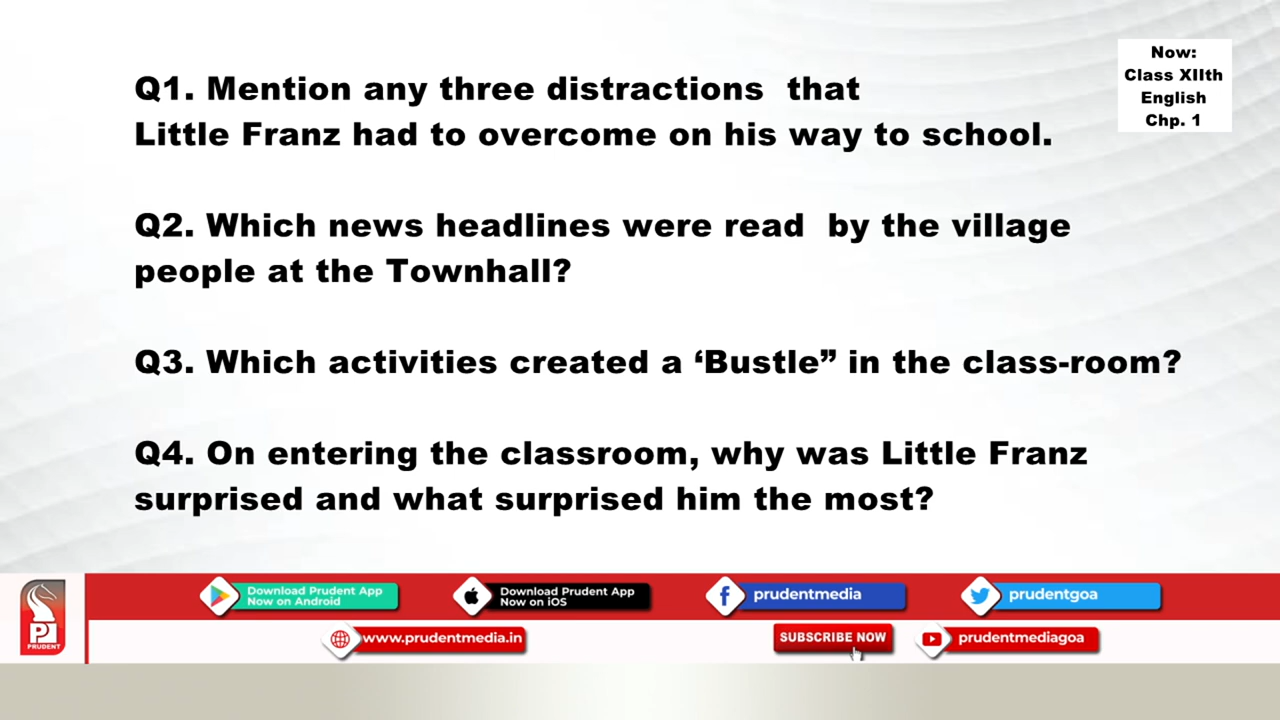 Now:
Class XIIth
English
Chp. 1
Q1. Mention any three distractions  that
Little Franz had to overcome on his way to school.
Q2. Which news headlines were read  by the village
people at the Townhall?
Q3. Which activities created a ‘Bustle” in the class-room?
Q4. On entering the classroom, why was Little Franz
surprised and what surprised him the most?
PRUDENT
Download Prudent App
Now on Android
Download Prudent App
Now on iOS
prudentmedia
prudentgoa
www.prudentmedia.in
SUBSCRIBE NOW
prudentmediagoa